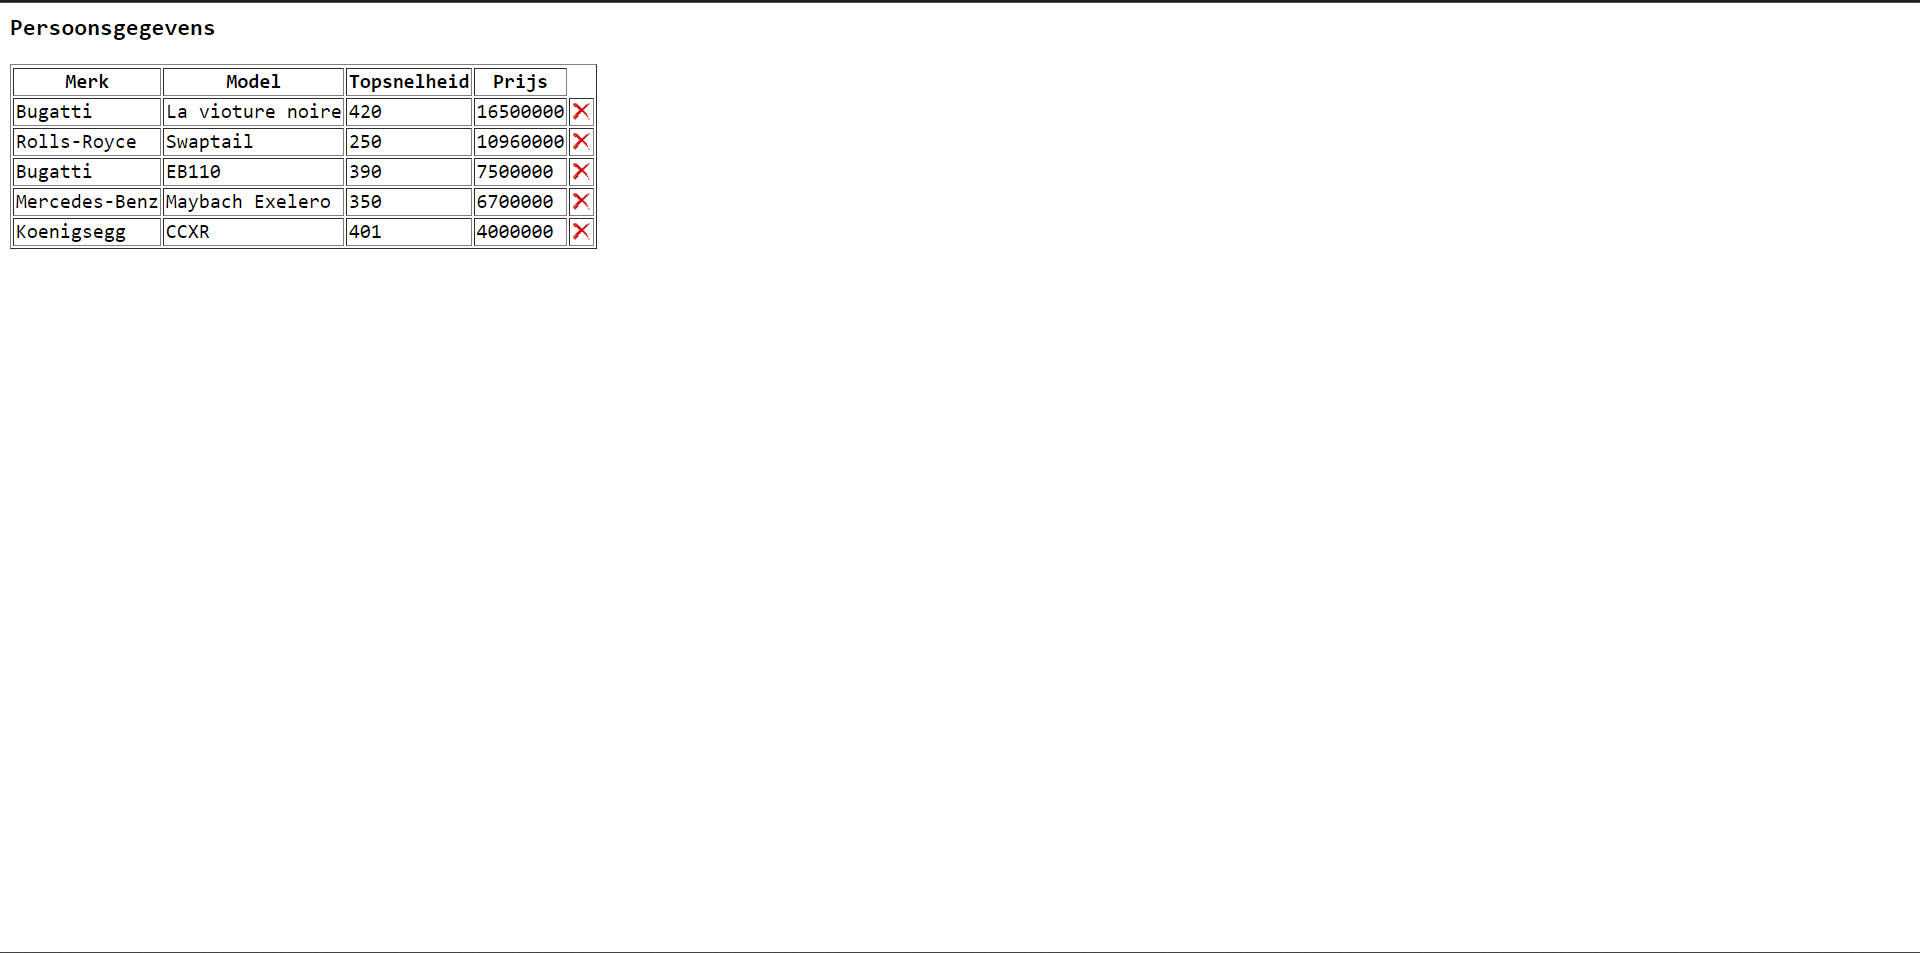 Persoonsgegevens
Merk Model Topsnelheid Prijs
Bugatti La vioture noire 420 16500000
Rolls-Royce Swaptail 250 10960000
Bugatti EB110 390 7500000
Mercedes-Benz Maybach Exelero 350 6700000
Koenigsegg CCXR 401 4000000